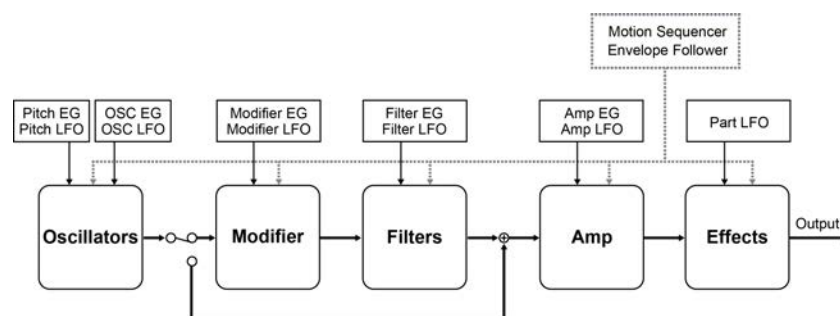 Motion Sequencer
Envelope Follower
Pitch EG
Pitch LFO
OSC EG
OSC LFO
Modifier EG
Modifier LFO
Filter EG
Filter LFO
Amp EG
Amp LFO
Part LFO
Oscillators
Modifier
Filters
Amp
Effects
Output